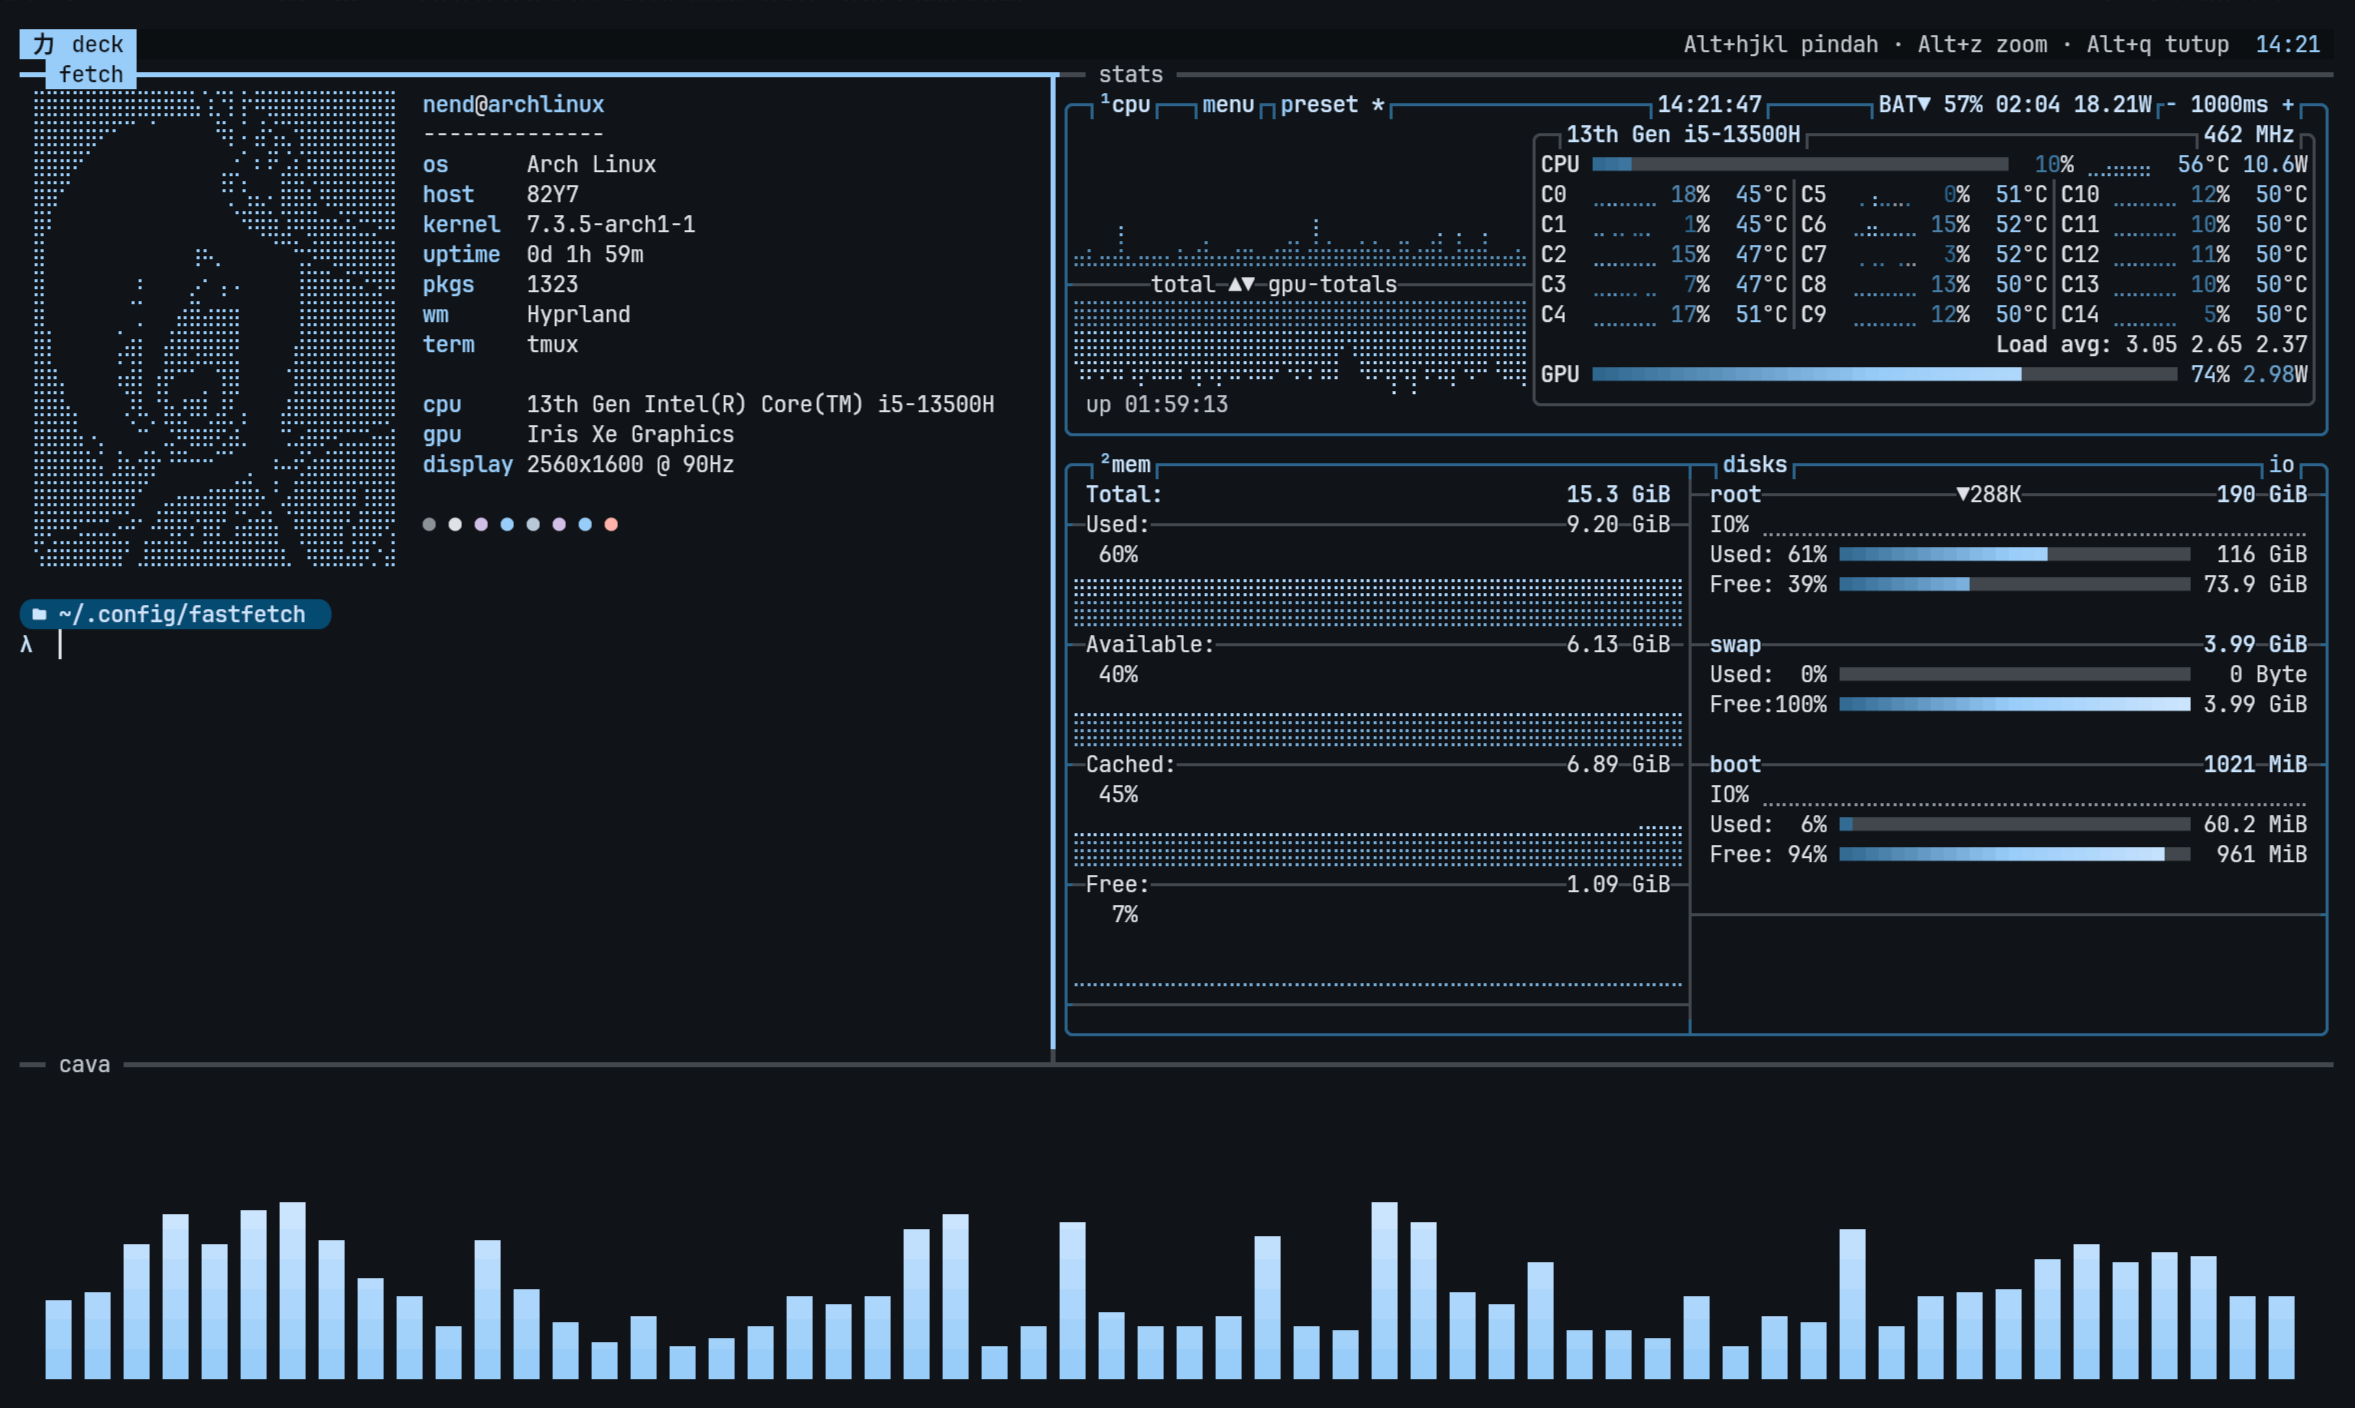 力 deck
Alt+hjkl pindah · Alt+z zoom · Alt+q tutup 14:21
fetch
nend@archlinux
--------------
os Arch Linux
host 82Y7
kernel 7.3.5-arch1-1
uptime 0d 1h 59m
pkgs 1323
wm Hyprland
term tmux
cpu 13th Gen Intel(R) Core(TM) i5-13500H
gpu Iris Xe Graphics
display 2560x1600 @ 90Hz
~/.config/fastfetch
λ
stats
¹cpu menu preset * 14:21:47 BAT▼ 57% 02:04 18.21W - 1000ms +
13th Gen i5-13500H 462 MHz
CPU 10% 56°C 10.6W
C0 18% 45°C C5 0% 51°C C10 12% 50°C
C1 1% 45°C C6 15% 52°C C11 10% 50°C
C2 15% 47°C C7 3% 52°C C12 11% 50°C
C3 7% 47°C C8 13% 50°C C13 10% 50°C
C4 17% 51°C C9 12% 50°C C14 5% 50°C
Load avg: 3.05 2.65 2.37
GPU 74% 2.98W
total ▲▼ gpu-totals
up 01:59:13
²mem
Total: 15.3 GiB
Used: 9.20 GiB
60%
Available: 6.13 GiB
40%
Cached: 6.89 GiB
45%
Free: 1.09 GiB
7%
disks io
root ▼288K 190 GiB
IO%
Used: 61% 116 GiB
Free: 39% 73.9 GiB
swap 3.99 GiB
Used: 0% 0 Byte
Free:100% 3.99 GiB
boot 1021 MiB
IO%
Used: 6% 60.2 MiB
Free: 94% 961 MiB
cava